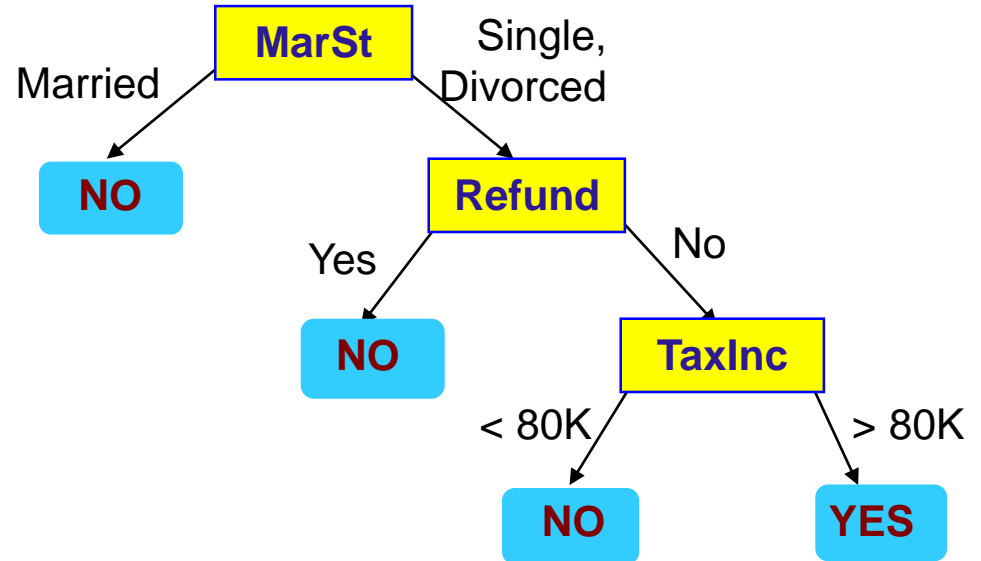 MarSt
Single,
Divorced
Married
NO
Refund
Yes
No
NO
TaxInc
< 80K
> 80K
NO
YES